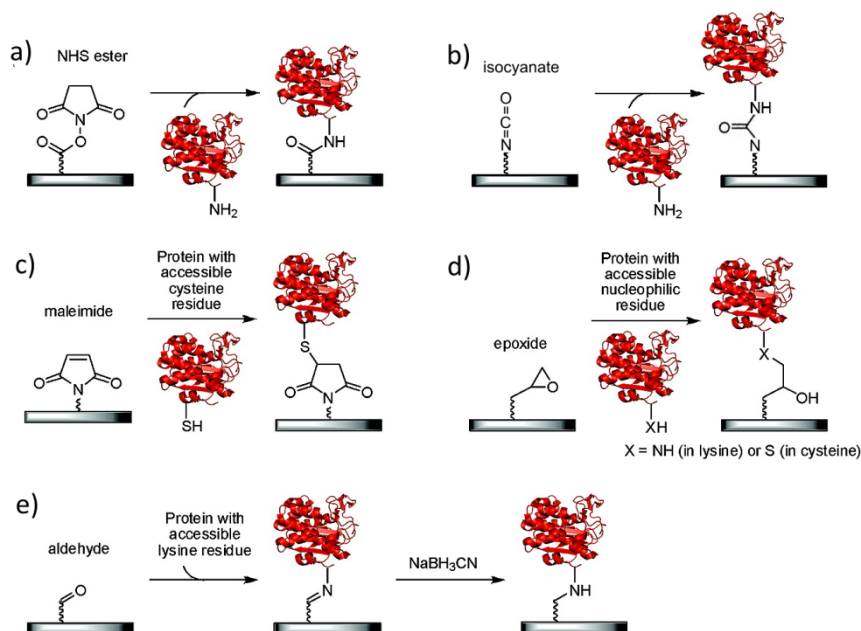 a)
NHS ester
O
N
O
O
O
NH₂
O
NH
b)
isocyanate
O
C
N
NH₂
NH
O
N
c)
maleimide
O
N
O
Protein with
accessible
cysteine
residue
SH
S
O
N
O
d)
epoxide
O
Protein with
accessible
nucleophilic
residue
XH
X
OH
X = NH (in lysine) or S (in cysteine)
e)
aldehyde
O
Protein with
accessible
lysine residue
N
NaBH₃CN
NH